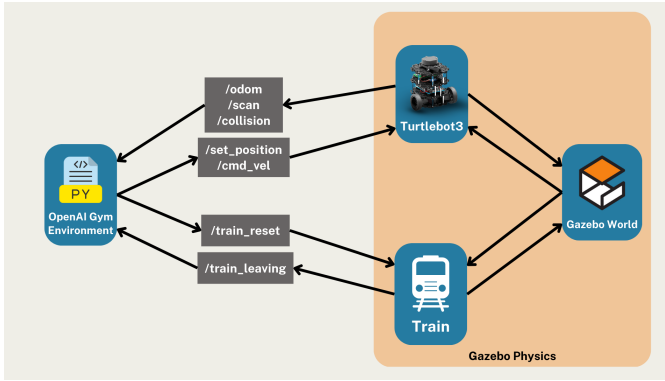 /odom
/scan
/collision
Turtlebot3
/set_position
/cmd_vel
</>
PY
OpenAI Gym
Environment
Gazebo World
/train_reset
/train_leaving
Train
Gazebo Physics